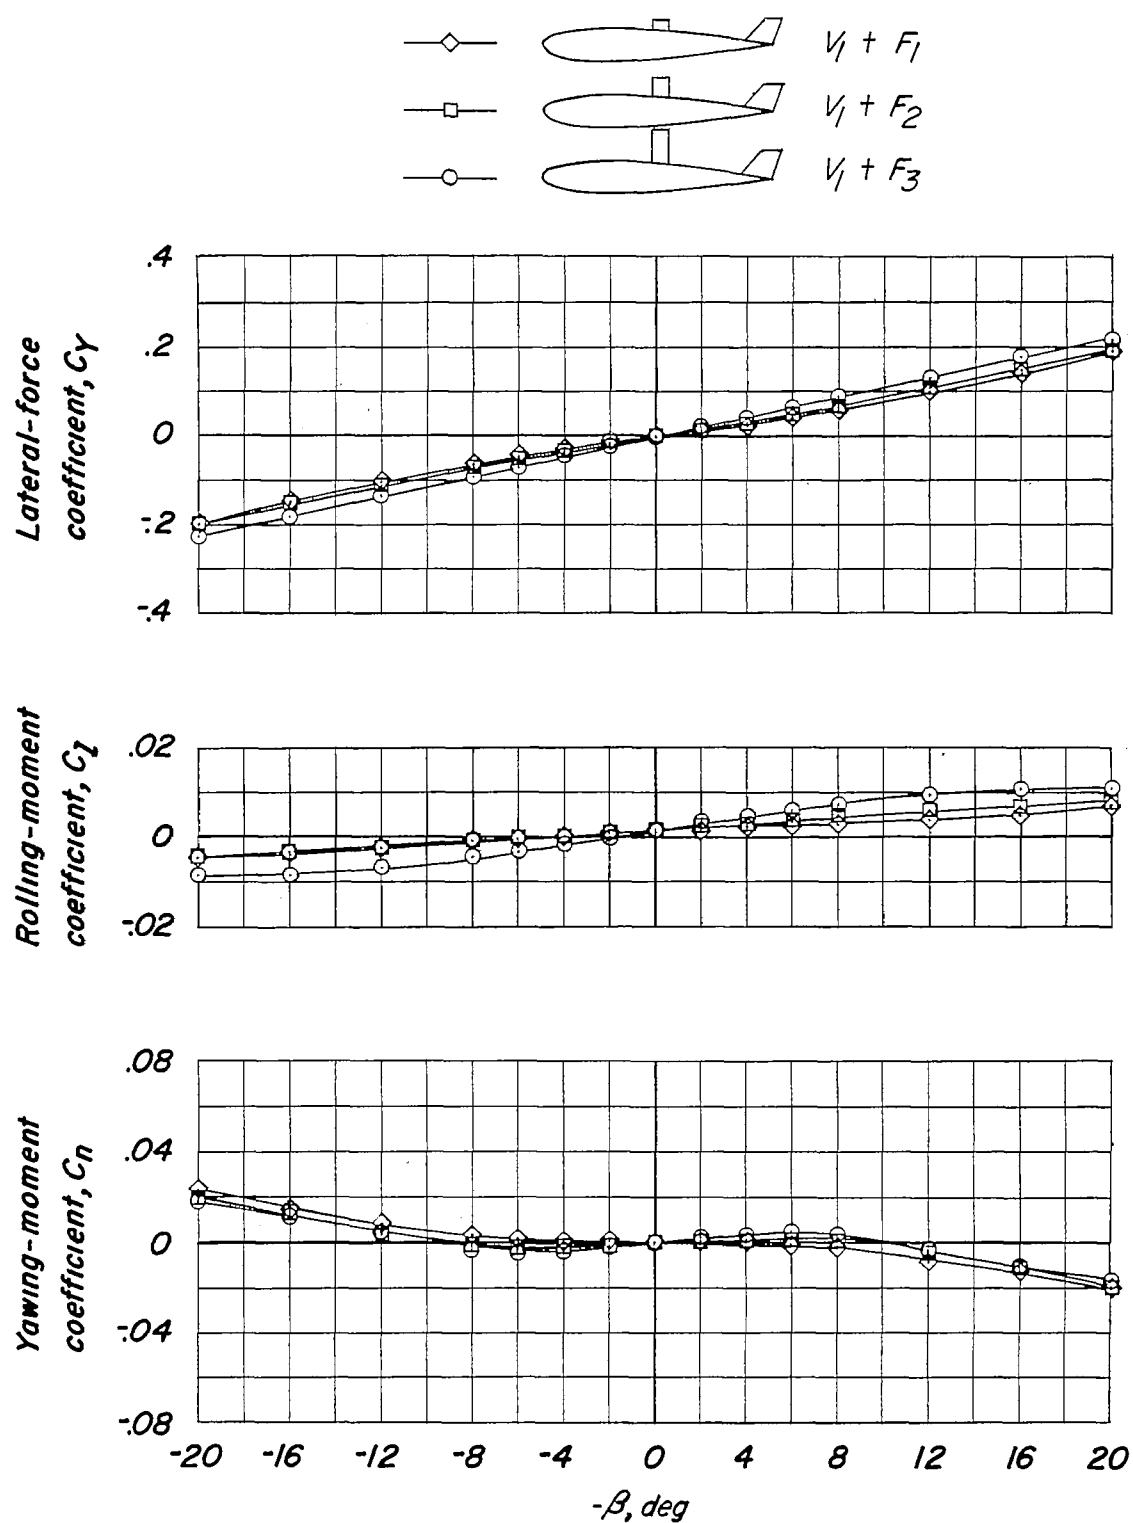 V1 + F1
V1 + F2
V1 + F3
Lateral-force
coefficient, CY
.4
.2
0
-.2
-.4
Rolling-moment
coefficient, Cl
.02
0
-.02
Yawing-moment
coefficient, Cn
.08
.04
0
-.04
-.08
-20 -16 -12 -8 -4 0 4 8 12 16 20
-β, deg